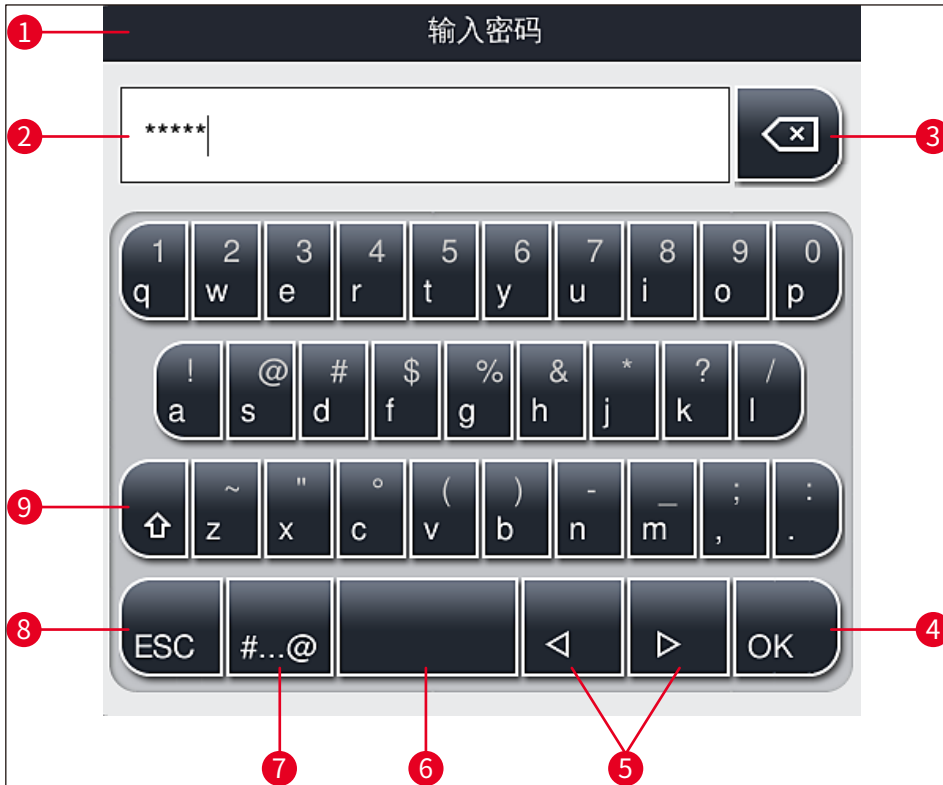 1 输入密码
2 ***** 3
1 2 3 4 5 6 7 8 9 0
q w e r t y u i o p
! @ # $ % & * ? /
a s d f g h j k l
9 ~ " ° ( ) - _ ; :
z x c v b n m , .
8 ESC #...@ OK 4
7 6 5